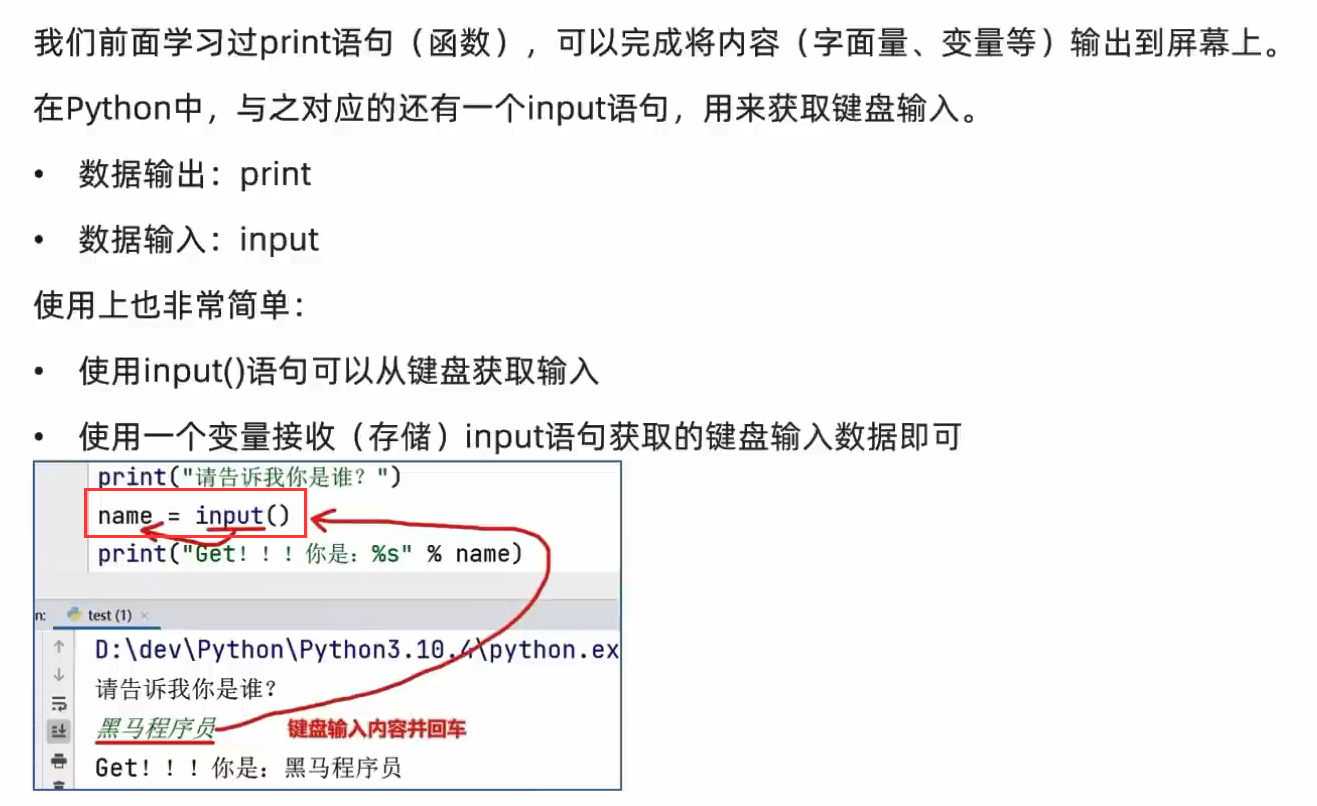 我们前面学习过print语句（函数），可以完成将内容（字面量、变量等）输出到屏幕上。
在Python中，与之对应的还有一个input语句，用来获取键盘输入。
• 数据输出：print
• 数据输入：input
使用上也非常简单：
• 使用input()语句可以从键盘获取输入
• 使用一个变量接收（存储）input语句获取的键盘输入数据即可
print("请告诉我你是谁？")
name = input()
print("Get！！！你是：%s" % name)
n: test (1) ×
D:\dev\Python\Python3.10.4\python.ex
请告诉我你是谁？
黑马程序员 键盘输入内容并回车
Get！！！你是：黑马程序员